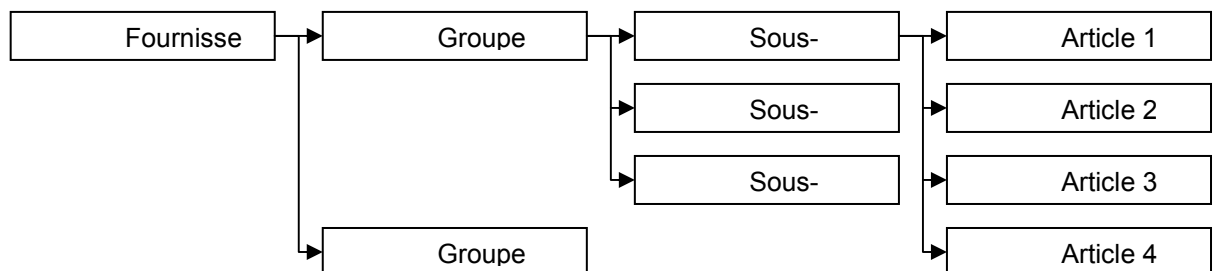 Fournisse Groupe Sous- Article 1
Sous- Article 2
Sous- Article 3
Groupe Article 4